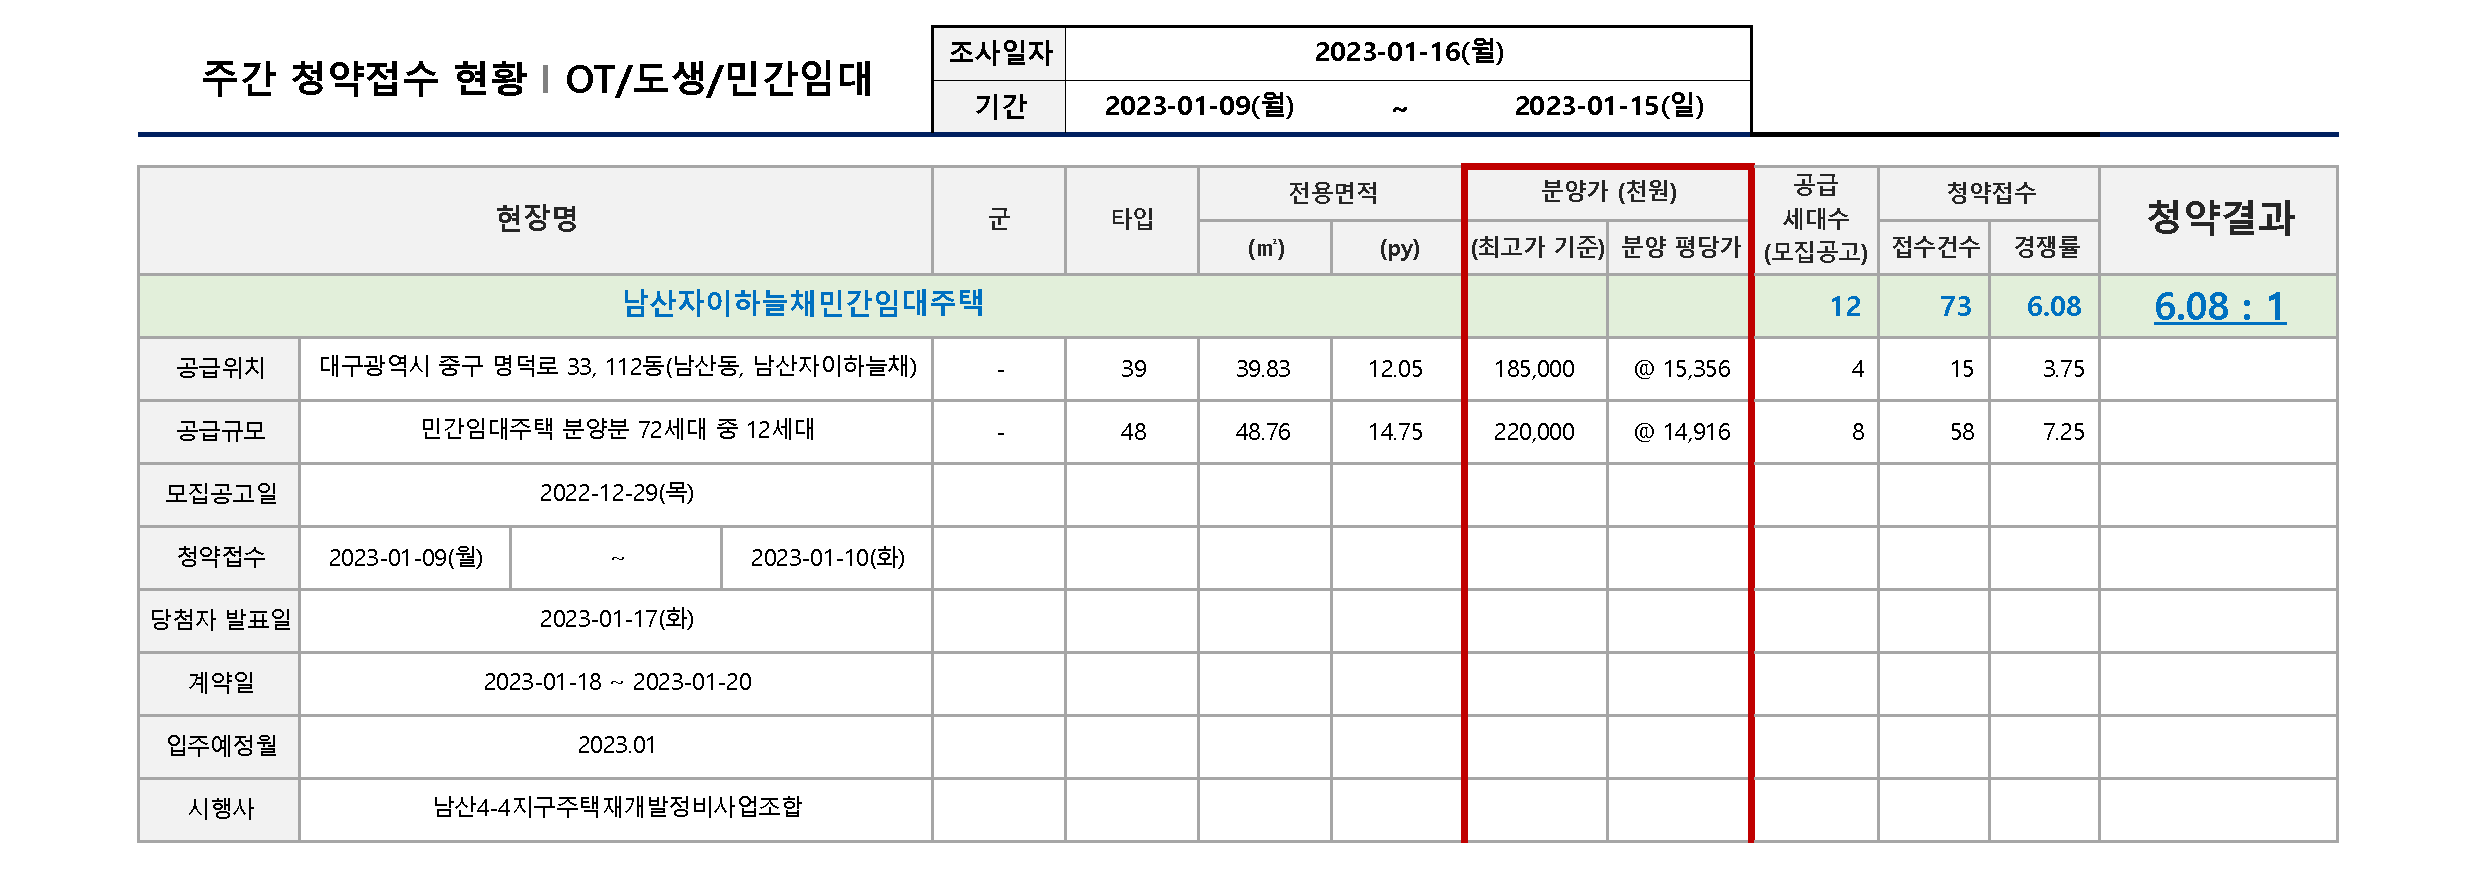 주간 청약접수 현황 | OT/도생/민간임대
조사일자 2023-01-16(월)
기간 2023-01-09(월) ~ 2023-01-15(일)
현장명 군 타입 전용면적 분양가 (천원) 공급 세대수 (모집공고) 청약접수 청약결과
(㎡) (py) (최고가 기준) 분양 평당가 접수건수 경쟁률
남산자이하늘채민간임대주택 12 73 6.08 6.08 : 1
공급위치 대구광역시 중구 명덕로 33, 112동(남산동, 남산자이하늘채) - 39 39.83 12.05 185,000 @ 15,356 4 15 3.75
공급규모 민간임대주택 분양분 72세대 중 12세대 - 48 48.76 14.75 220,000 @ 14,916 8 58 7.25
모집공고일 2022-12-29(목)
청약접수 2023-01-09(월) ~ 2023-01-10(화)
당첨자 발표일 2023-01-17(화)
계약일 2023-01-18 ~ 2023-01-20
입주예정월 2023.01
시행사 남산4-4지구주택재개발정비사업조합